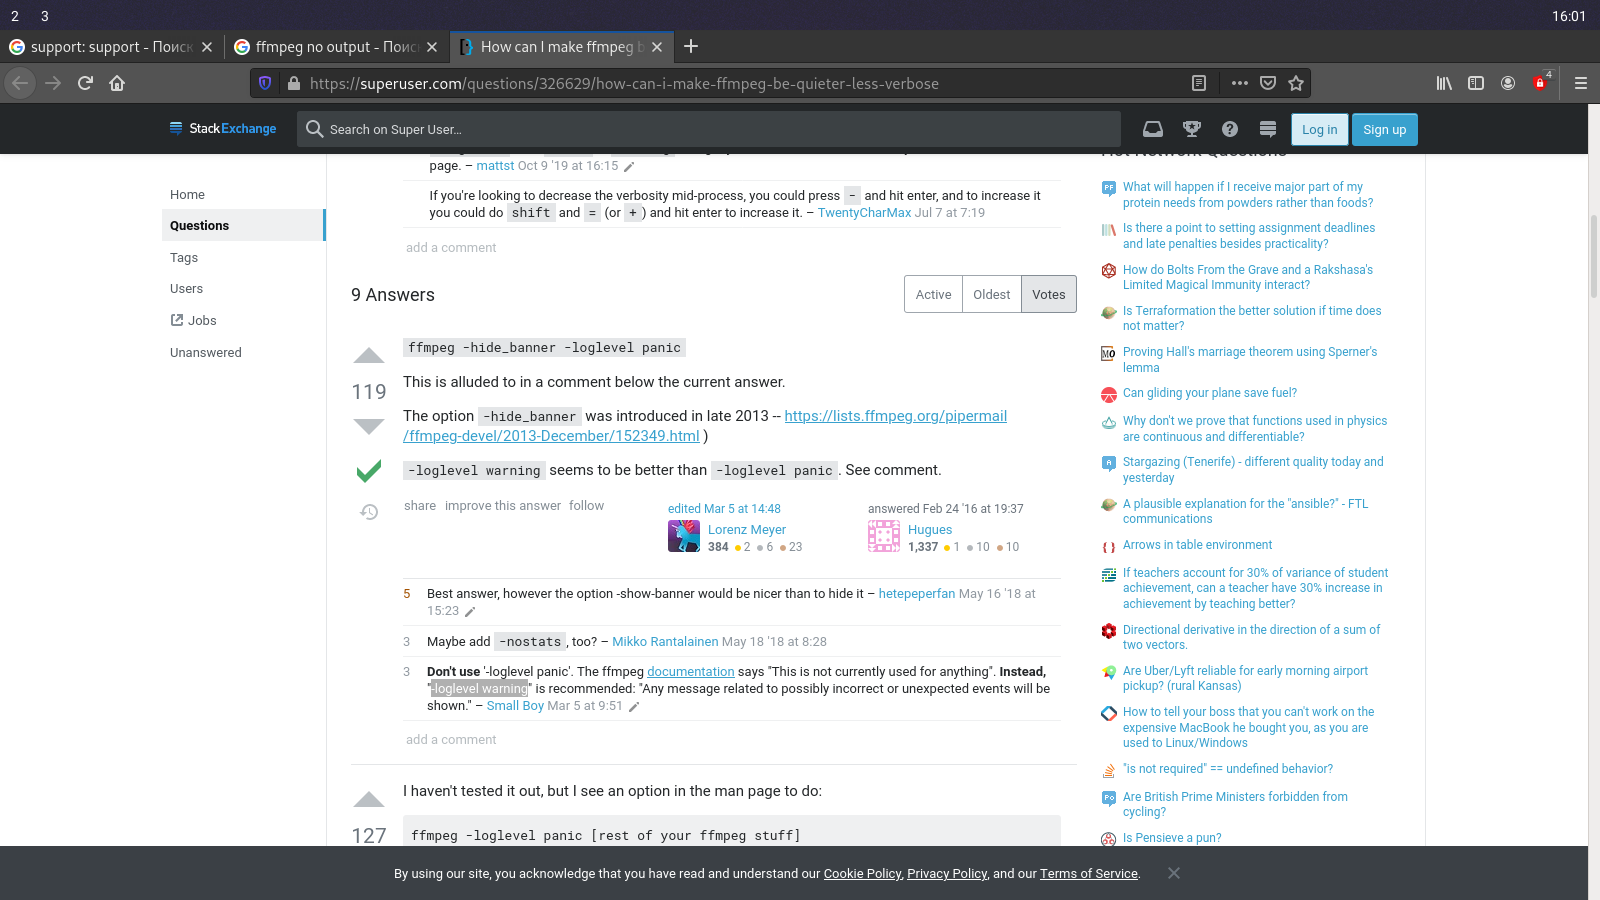 2 3 16:01
support: support - Поиск
ffmpeg no output - Поис
How can I make ffmpeg b
https://superuser.com/questions/326629/how-can-i-make-ffmpeg-be-quieter-less-verbose
4
StackExchange
Search on Super User…
Log in
Sign up
Home
Questions
Tags
Users
Jobs
Unanswered
page. – mattst Oct 9 '19 at 16:15
If you're looking to decrease the verbosity mid-process, you could press - and hit enter, and to increase it
you could do shift and = (or + ) and hit enter to increase it. – TwentyCharMax Jul 7 at 7:19
add a comment
9 Answers
Active Oldest Votes
119
ffmpeg -hide_banner -loglevel panic
This is alluded to in a comment below the current answer.
The option -hide_banner was introduced in late 2013 -- https://lists.ffmpeg.org/pipermail
/ffmpeg-devel/2013-December/152349.html )
-loglevel warning seems to be better than -loglevel panic. See comment.
share improve this answer follow
edited Mar 5 at 14:48
Lorenz Meyer
384 2 6 23
answered Feb 24 '16 at 19:37
Hugues
1,337 1 10 10
5 Best answer, however the option -show-banner would be nicer than to hide it – hetepeperfan May 16 '18 at
15:23
3 Maybe add -nostats, too? – Mikko Rantalainen May 18 '18 at 8:28
3 Don't use '-loglevel panic'. The ffmpeg documentation says "This is not currently used for anything". Instead,
"-loglevel warning" is recommended: "Any message related to possibly incorrect or unexpected events will be
shown." – Small Boy Mar 5 at 9:51
add a comment
127
I haven't tested it out, but I see an option in the man page to do:
ffmpeg -loglevel panic [rest of your ffmpeg stuff]
Hot Network Questions
What will happen if I receive major part of my
protein needs from powders rather than foods?
Is there a point to setting assignment deadlines
and late penalties besides practicality?
How do Bolts From the Grave and a Rakshasa's
Limited Magical Immunity interact?
Is Terraformation the better solution if time does
not matter?
Proving Hall's marriage theorem using Sperner's
lemma
Can gliding your plane save fuel?
Why don't we prove that functions used in physics
are continuous and differentiable?
Stargazing (Tenerife) - different quality today and
yesterday
A plausible explanation for the "ansible?" - FTL
communications
Arrows in table environment
If teachers account for 30% of variance of student
achievement, can a teacher have 30% increase in
achievement by teaching better?
Directional derivative in the direction of a sum of
two vectors.
Are Uber/Lyft reliable for early morning airport
pickup? (rural Kansas)
How to tell your boss that you can't work on the
expensive MacBook he bought you, as you are
used to Linux/Windows
"is not required" == undefined behavior?
Are British Prime Ministers forbidden from
cycling?
Is Pensieve a pun?
By using our site, you acknowledge that you have read and understand our Cookie Policy, Privacy Policy, and our Terms of Service.